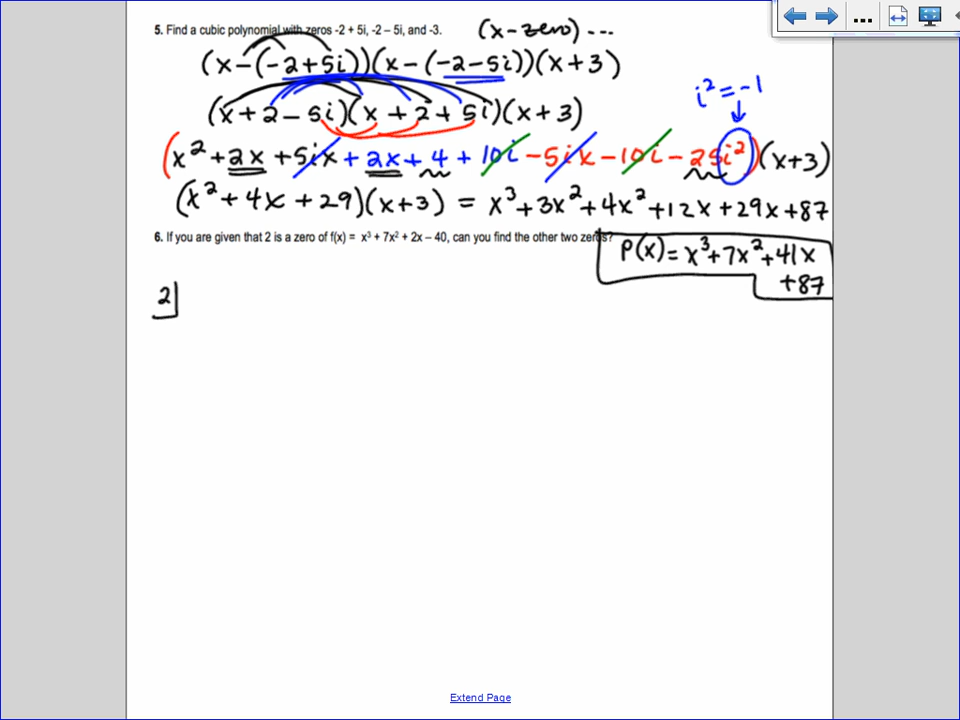 5. Find a cubic polynomial with zeros -2 + 5i, -2 – 5i, and -3.
(x-zero) ...
(x-(-2+5i))(x-(-2-5i))(x+3)
i² = -1
(x+2-5i)(x+2+5i)(x+3)
(x²+2x+5ix+2x+4+10i-5ix-10i-25i²)(x+3)
(x²+4x+29)(x+3) = x³+3x²+4x²+12x+29x+87
6. If you are given that 2 is a zero of f(x) = x³ + 7x² + 2x – 40, can you find the other two zeros?
P(x)=x³+7x²+41x
+87
2
Extend Page